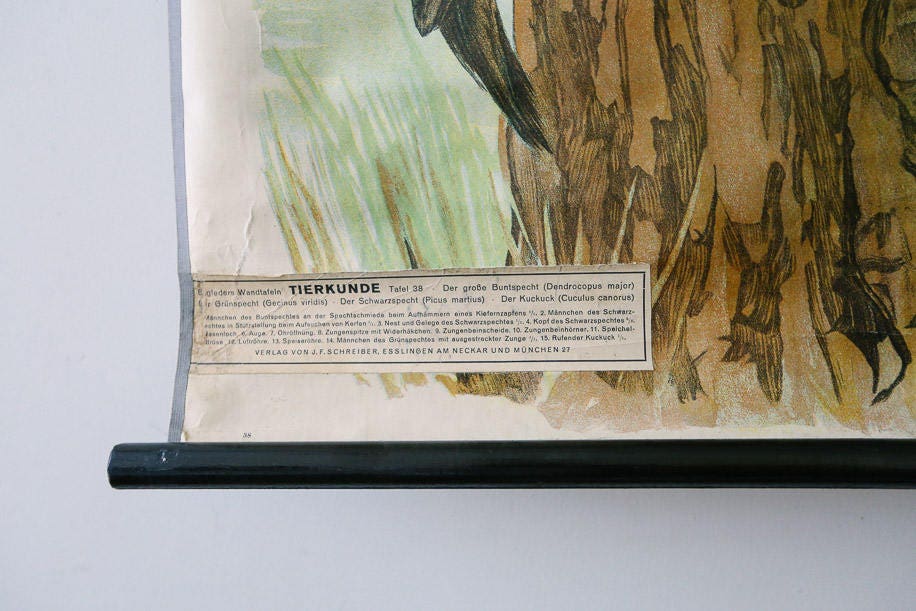 Wandtafeln TIERKUNDE Tafel 38 · Der große Buntspecht (Dendrocopus major)
Grünspecht (Gecinus viridis) · Der Schwarzspecht (Picus martius) · Der Kuckuck (Cuculus canorus)
Männchen des Buntspechtes an der Spechtschmiede beim Aufhämmern eines Kiefernzapfens 2. Männchen des Schwarz-
in Stützstellung beim Aufsuchen von Kerfen 3. Nest und Gelege des Schwarzspechtes 4. Kopf des Schwarzspechtes
6. Auge. 7. Ohröffnung. 8. Zungenspitze mit Widerhäkchen. 9. Zungenbeinscheide. 10. Zungenbeinhörner. 11. Speichel-
12. Luftröhre. 13. Speiseröhre. 14. Männchen des Grünspechtes mit ausgestreckter Zunge 15. Rufender Kuckuck
VERLAG VON J. F. SCHREIBER, ESSLINGEN AM NECKAR UND MÜNCHEN 27
38